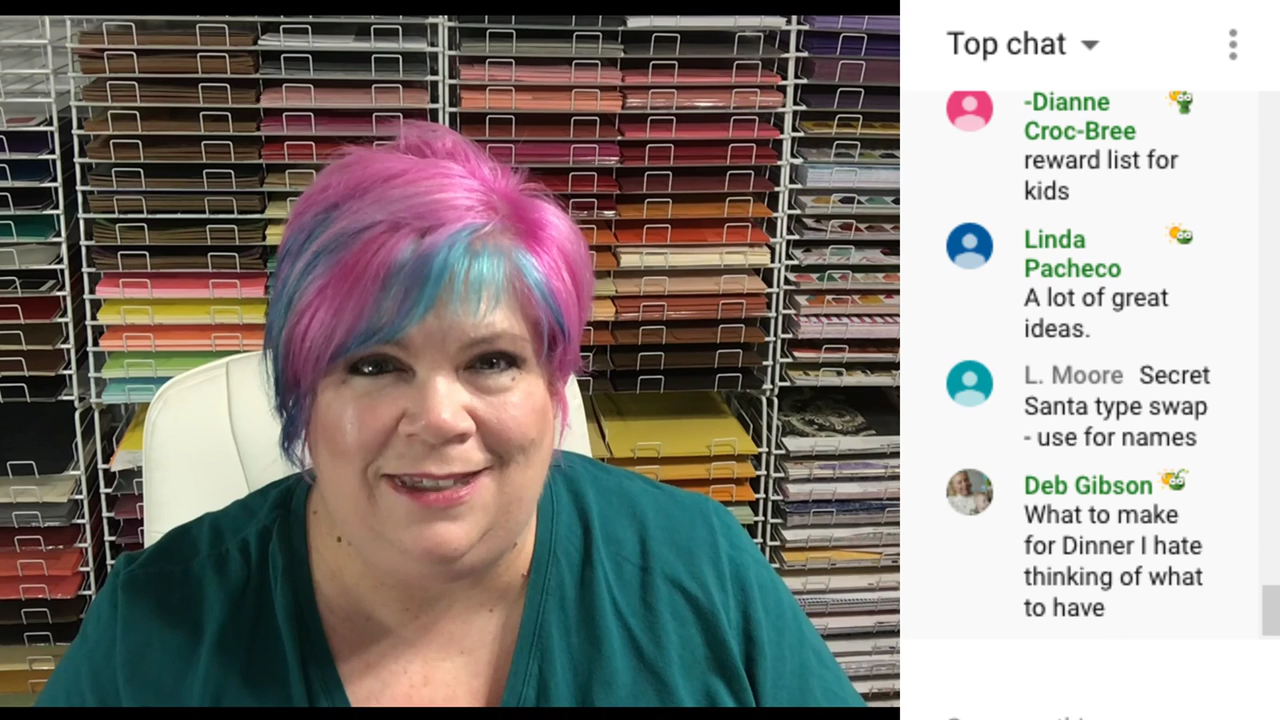 Top chat
-Dianne
Croc-Bree
reward list for
kids
Linda
Pacheco
A lot of great
ideas.
L. Moore Secret
Santa type swap
- use for names
Deb Gibson
What to make
for Dinner I hate
thinking of what
to have